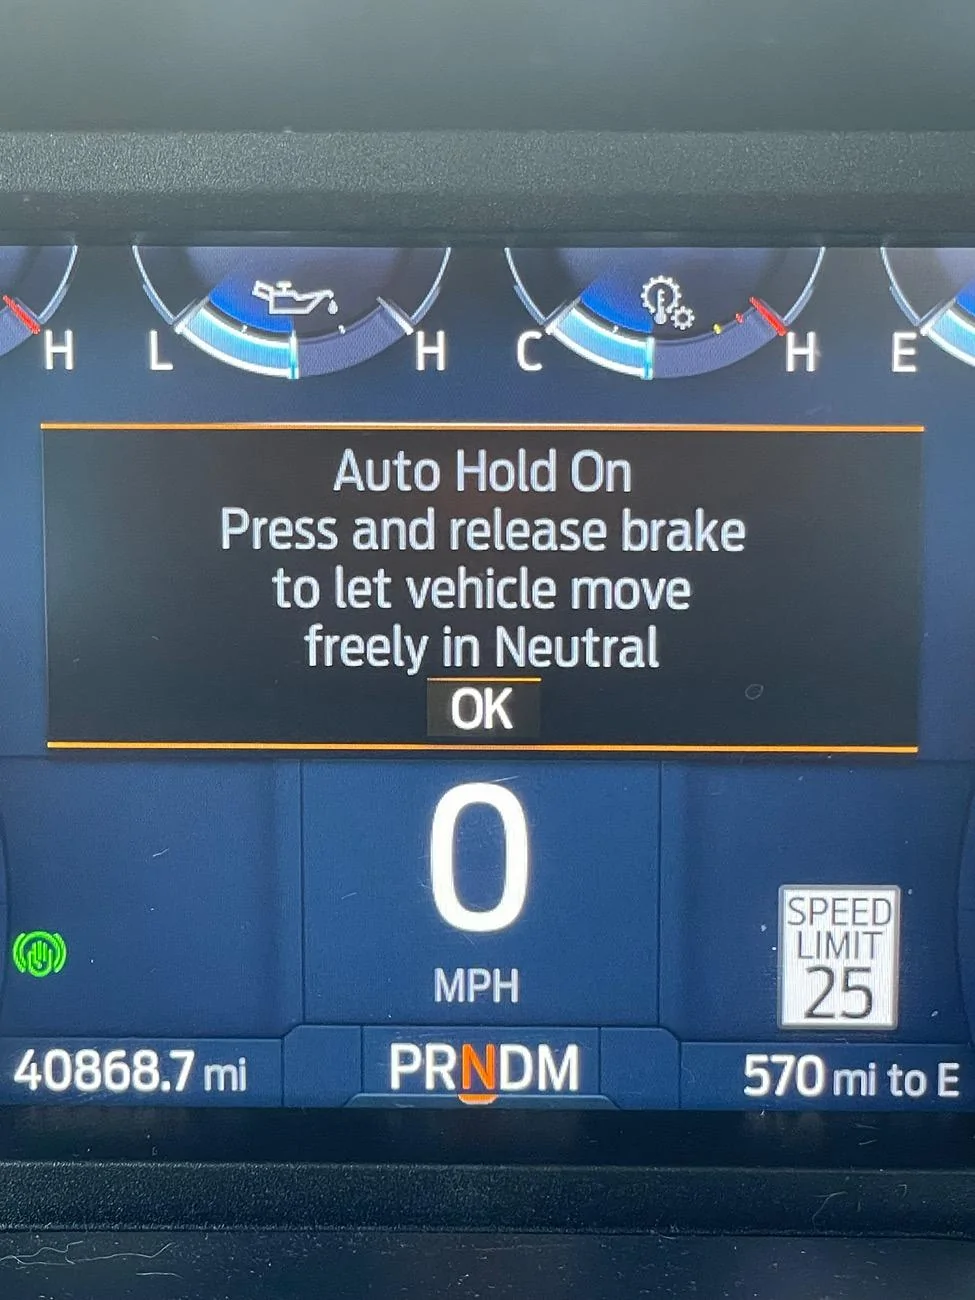 H L H C H E
Auto Hold On
Press and release brake
to let vehicle move
freely in Neutral
OK
0
MPH
SPEED
LIMIT
25
40868.7 mi
PRNDM
570 mi to E